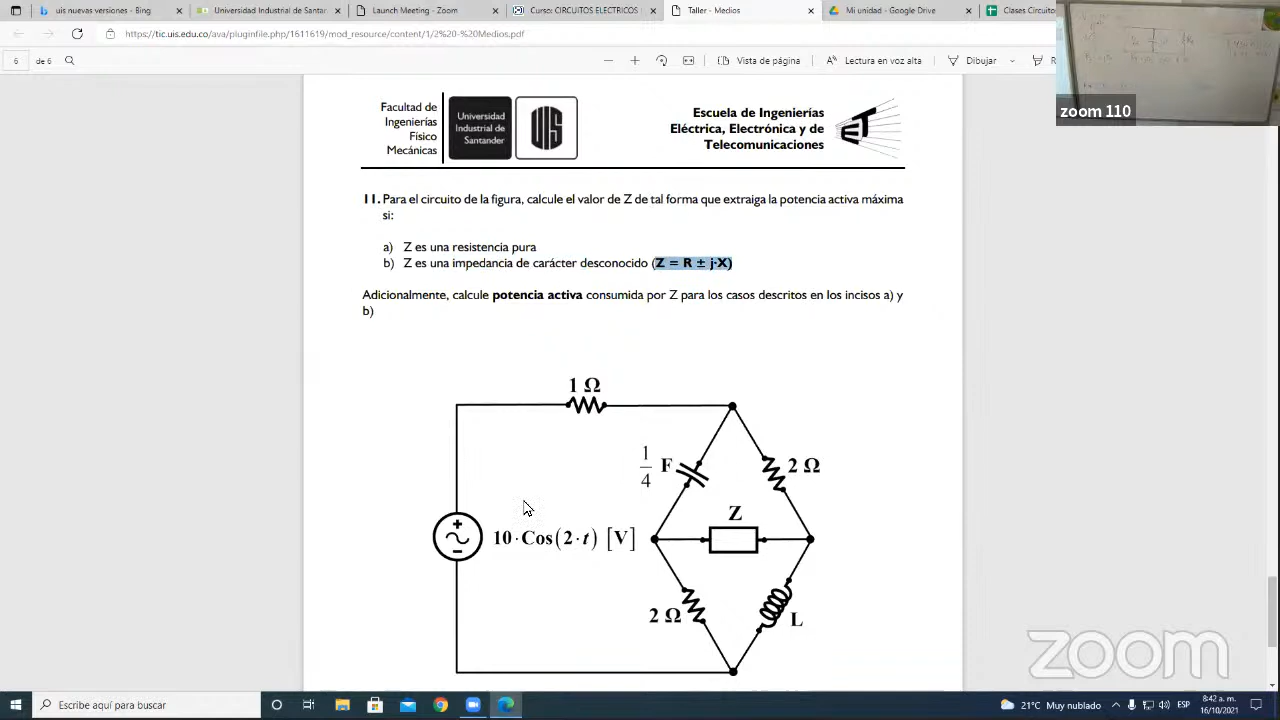 uis nuevas versiones - Bing
Universidad Industrial de Santar
Launch Meeting - Zoom
Universidad
Curso: CIRCUITOS ELECTRICOS
Taller - Medios
Mi unidad - Google Drive
Clases Circuito
https://tic.uis.edu.co/ava/pluginfile.php/1611619/mod_resource/content/1/2%20-%20Medios.pdf
6 de 6
Vista de página
Lectura en voz alta
Dibujar
zoom 110
Facultad de
Ingenierías
Físico
Mecánicas
Universidad
Industrial de
Santander
UIS
Escuela de Ingenierías
Eléctrica, Electrónica y de
Telecomunicaciones
11. Para el circuito de la figura, calcule el valor de Z de tal forma que extraiga la potencia activa máxima
si:
a) Z es una resistencia pura
b) Z es una impedancia de carácter desconocido (Z = R ± j·X)
Adicionalmente, calcule potencia activa consumida por Z para los casos descritos en los incisos a) y
b)
1 Ω
1/4 F
2 Ω
Z
10·Cos(2·t) [V]
2 Ω
L
zoom
Escribe aquí para buscar
21°C Muy nublado
ESP
8:42 a. m.
16/10/2021